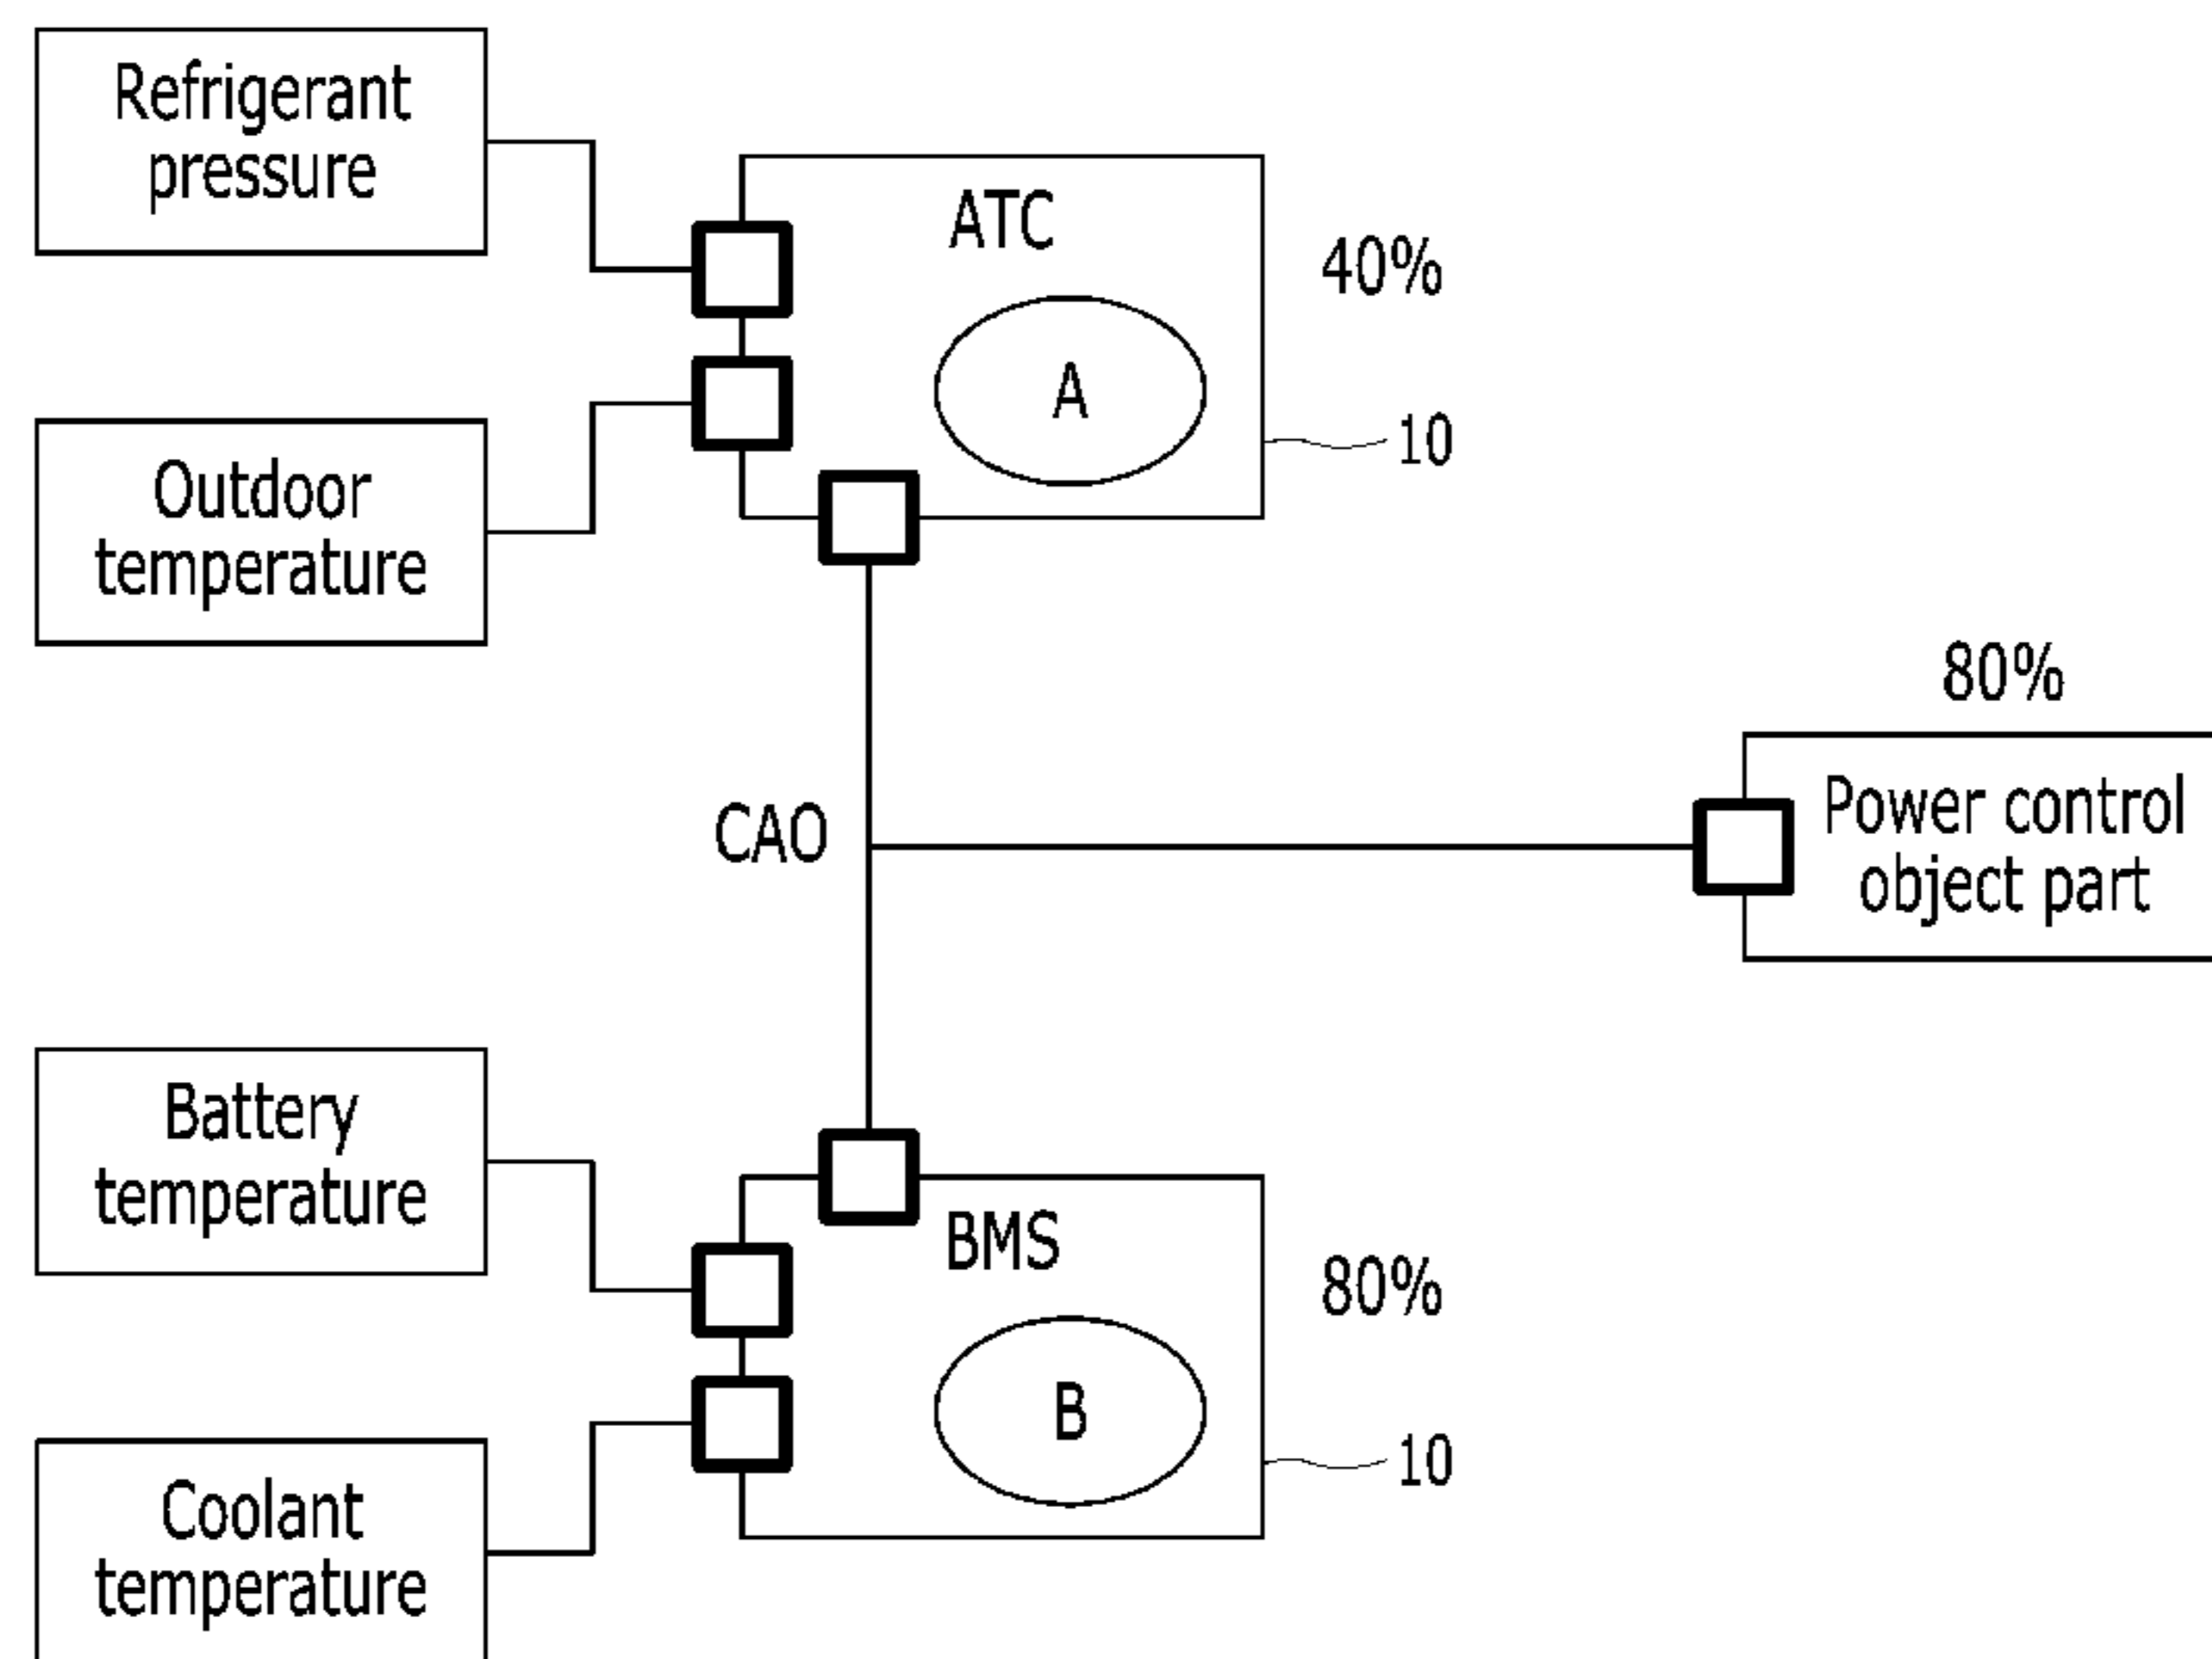 Refrigerant
pressure
ATC
40%
A
10
Outdoor
temperature
80%
Power control
object part
CAO
Battery
temperature
BMS
80%
B
10
Coolant
temperature